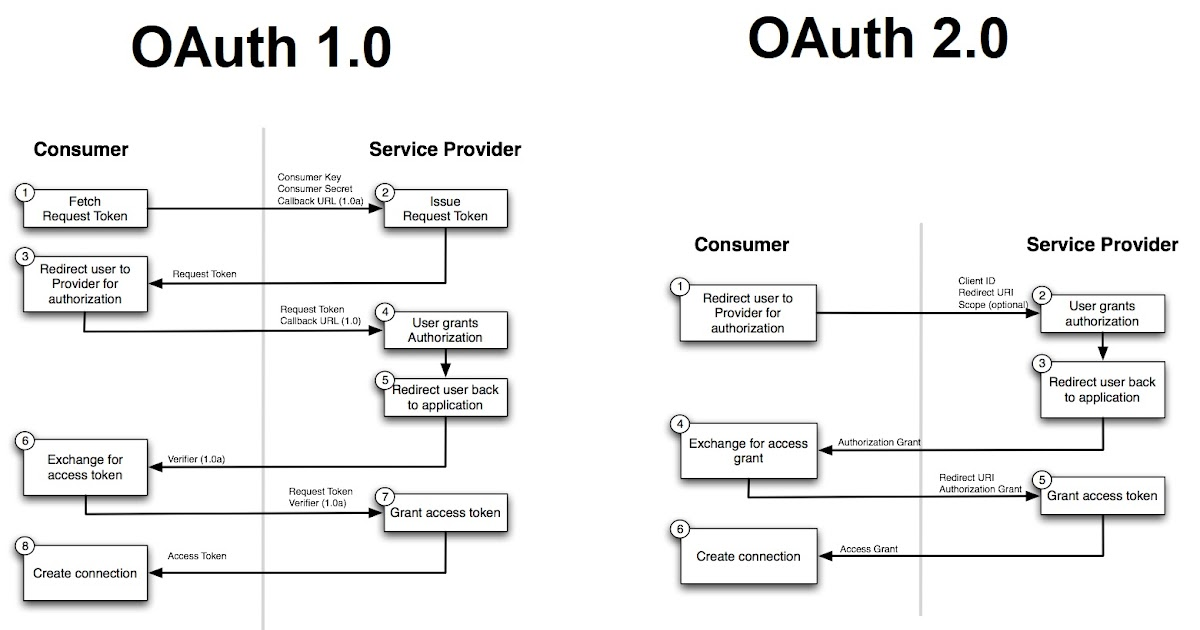 OAuth 1.0
Consumer
Service Provider
1
Fetch
Request Token
Consumer Key
Consumer Secret
Callback URL (1.0a)
2
Issue
Request Token
3
Redirect user to
Provider for
authorization
Request Token
Request Token
Callback URL (1.0)
4
User grants
Authorization
5
Redirect user back
to application
6
Exchange for
access token
Verifier (1.0a)
Request Token
Verifier (1.0a)
7
Grant access token
8
Create connection
Access Token
OAuth 2.0
Consumer
Service Provider
1
Redirect user to
Provider for
authorization
Client ID
Redirect URI
Scope (optional)
2
User grants
authorization
3
Redirect user back
to application
4
Exchange for access
grant
Authorization Grant
Redirect URI
Authorization Grant
5
Grant access token
6
Create connection
Access Grant